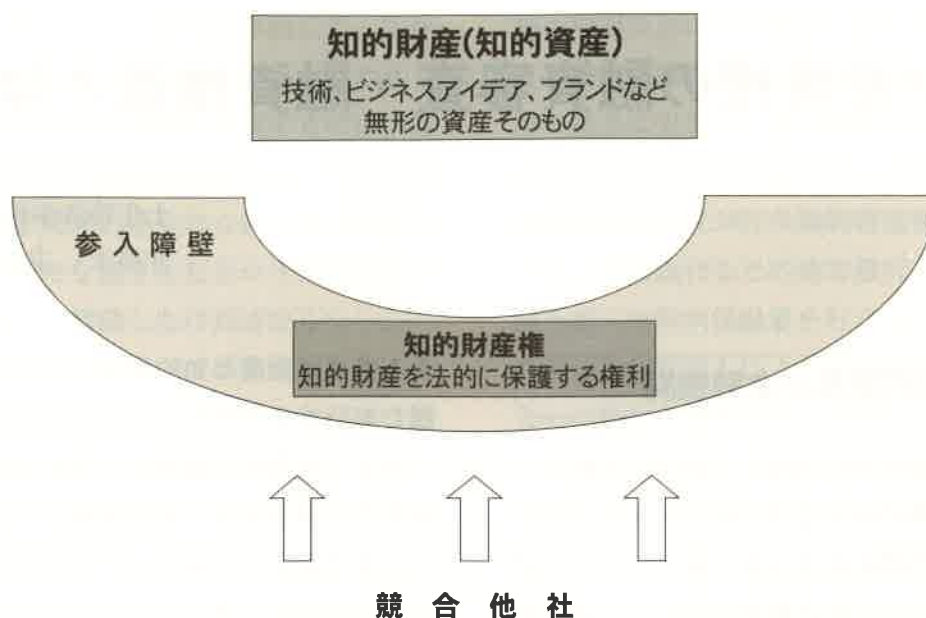 知的財産(知的資産)
技術、ビジネスアイデア、ブランドなど
無形の資産そのもの
参入障壁
知的財産権
知的財産を法的に保護する権利
競合他社